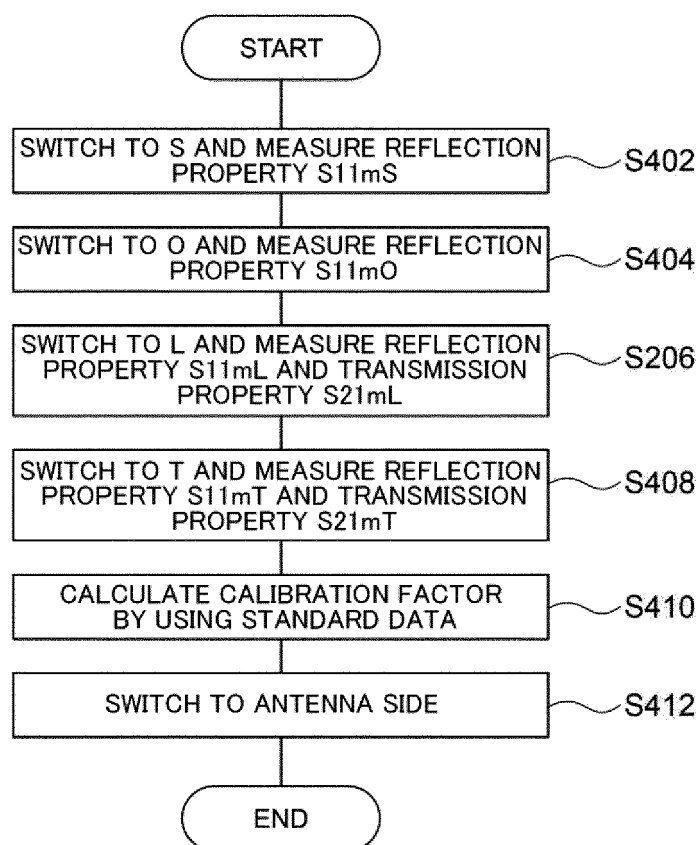 START
SWITCH TO S AND MEASURE REFLECTION
PROPERTY S11mS
S402
SWITCH TO O AND MEASURE REFLECTION
PROPERTY S11mO
S404
SWITCH TO L AND MEASURE REFLECTION
PROPERTY S11mL AND TRANSMISSION
PROPERTY S21mL
S206
SWITCH TO T AND MEASURE REFLECTION
PROPERTY S11mT AND TRANSMISSION
PROPERTY S21mT
S408
CALCULATE CALIBRATION FACTOR
BY USING STANDARD DATA
S410
SWITCH TO ANTENNA SIDE
S412
END